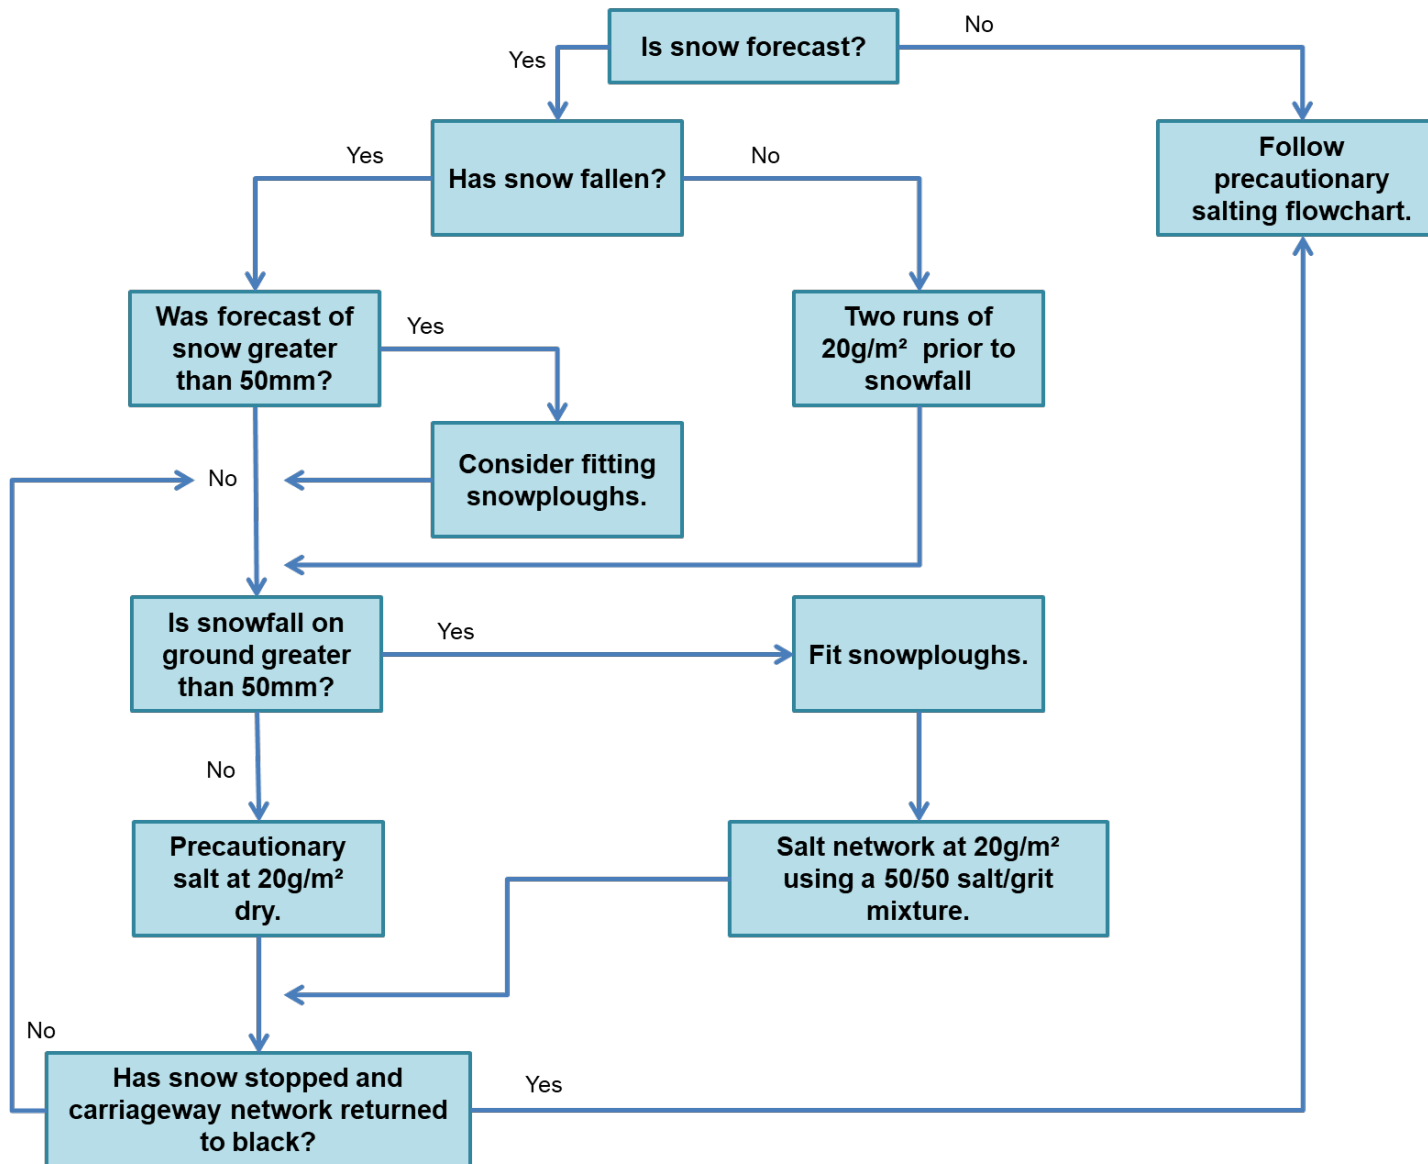 Is snow forecast?
No
Yes
Has snow fallen?
Yes
No
Follow
precautionary
salting flowchart.
Was forecast of
snow greater
than 50mm?
Yes
Two runs of
20g/m² prior to
snowfall
Consider fitting
snowploughs.
No
Is snowfall on
ground greater
than 50mm?
Yes
Fit snowploughs.
No
Precautionary
salt at 20g/m²
dry.
Salt network at 20g/m²
using a 50/50 salt/grit
mixture.
No
Has snow stopped and
carriageway network returned
to black?
Yes